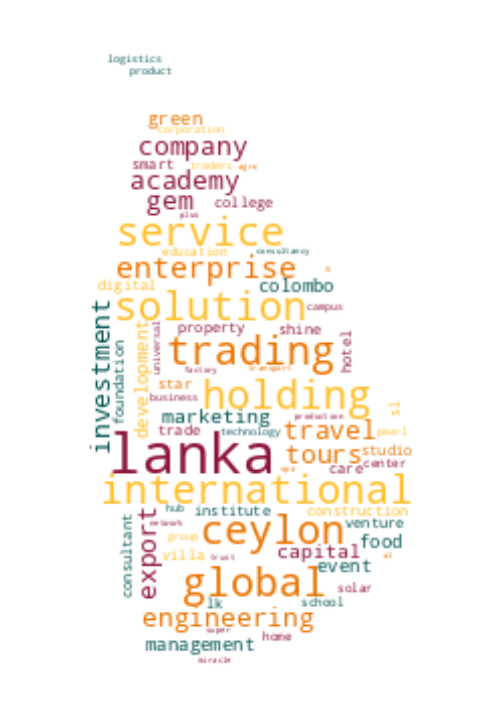 logistics
product
green
corporation
company
smart traders agro
academy
gem college
plus
service
education consultancy
enterprise s
digital colombo
solution campus
investment
foundation
development
universal
property shine
trading
hotel
factory transport
star
business
holding
sl
marketing production
trade technology travel pearl
lanka
tours studio
spa care center
international
hub institute construction
consultant
export
network
ceylon venture
group food
villa trust capital al
event
global solar
lk school
engineering
super home
management
miracle